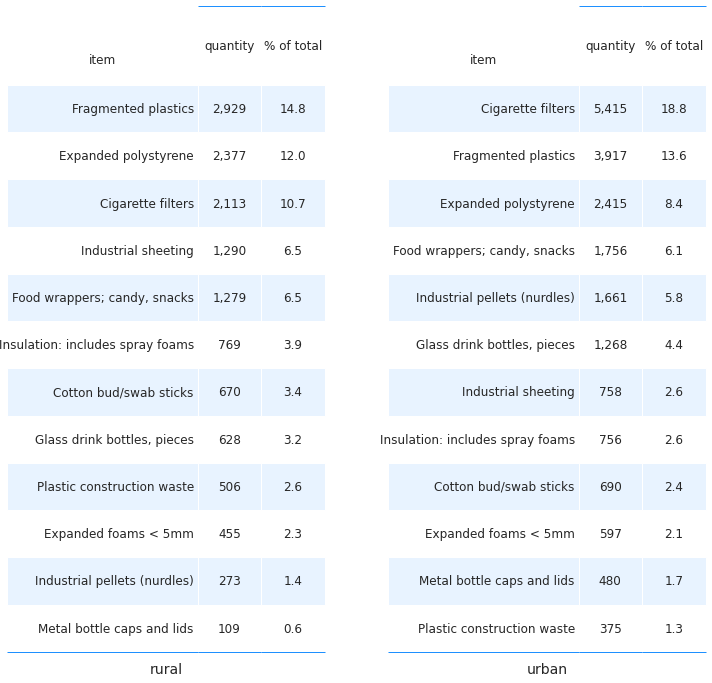 item quantity % of total
Fragmented plastics 2,929 14.8
Expanded polystyrene 2,377 12.0
Cigarette filters 2,113 10.7
Industrial sheeting 1,290 6.5
Food wrappers; candy, snacks 1,279 6.5
Insulation: includes spray foams 769 3.9
Cotton bud/swab sticks 670 3.4
Glass drink bottles, pieces 628 3.2
Plastic construction waste 506 2.6
Expanded foams < 5mm 455 2.3
Industrial pellets (nurdles) 273 1.4
Metal bottle caps and lids 109 0.6
rural
item quantity % of total
Cigarette filters 5,415 18.8
Fragmented plastics 3,917 13.6
Expanded polystyrene 2,415 8.4
Food wrappers; candy, snacks 1,756 6.1
Industrial pellets (nurdles) 1,661 5.8
Glass drink bottles, pieces 1,268 4.4
Industrial sheeting 758 2.6
Insulation: includes spray foams 756 2.6
Cotton bud/swab sticks 690 2.4
Expanded foams < 5mm 597 2.1
Metal bottle caps and lids 480 1.7
Plastic construction waste 375 1.3
urban